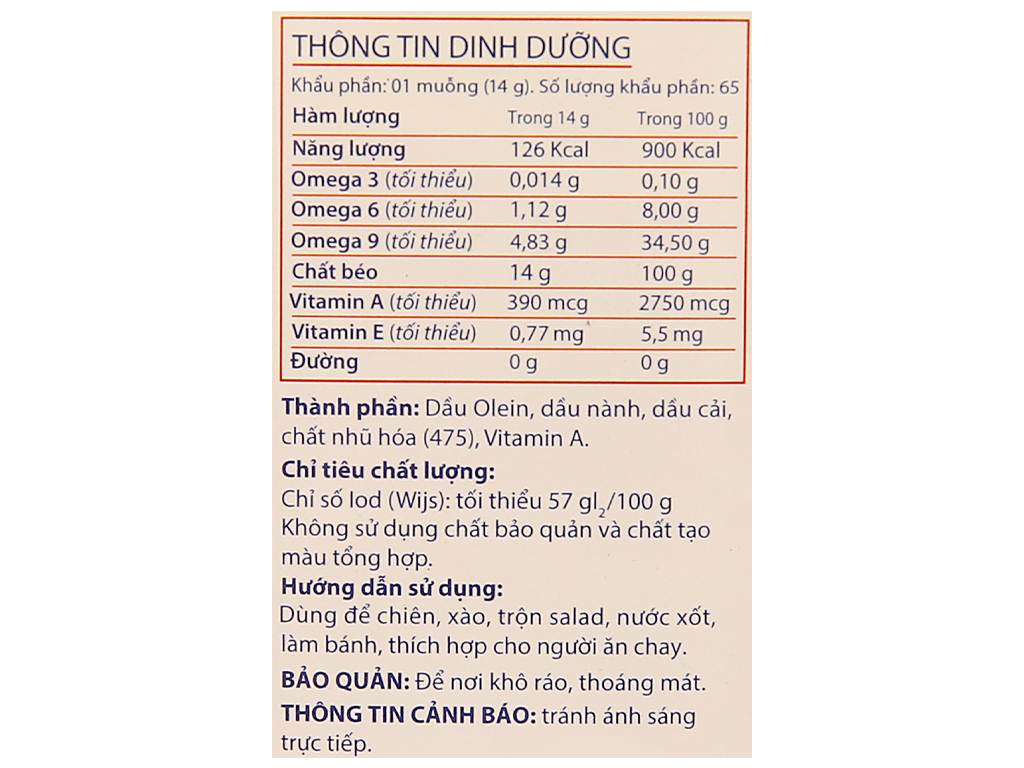 THÔNG TIN DINH DƯỠNG
Khẩu phần: 01 muỗng (14 g). Số lượng khẩu phần: 65
Hàm lượng Trong 14 g Trong 100 g
Năng lượng 126 Kcal 900 Kcal
Omega 3 (tối thiểu) 0,014 g 0,10 g
Omega 6 (tối thiểu) 1,12 g 8,00 g
Omega 9 (tối thiểu) 4,83 g 34,50 g
Chất béo 14 g 100 g
Vitamin A (tối thiểu) 390 mcg 2750 mcg
Vitamin E (tối thiểu) 0,77 mg 5,5 mg
Đường 0 g 0 g
Thành phần: Dầu Olein, dầu nành, dầu cải,
chất nhũ hóa (475), Vitamin A.
Chỉ tiêu chất lượng:
Chỉ số Iod (Wijs): tối thiểu 57 gI₂/100 g
Không sử dụng chất bảo quản và chất tạo
màu tổng hợp.
Hướng dẫn sử dụng:
Dùng để chiên, xào, trộn salad, nước xốt,
làm bánh, thích hợp cho người ăn chay.
BẢO QUẢN: Để nơi khô ráo, thoáng mát.
THÔNG TIN CẢNH BÁO: tránh ánh sáng
trực tiếp.